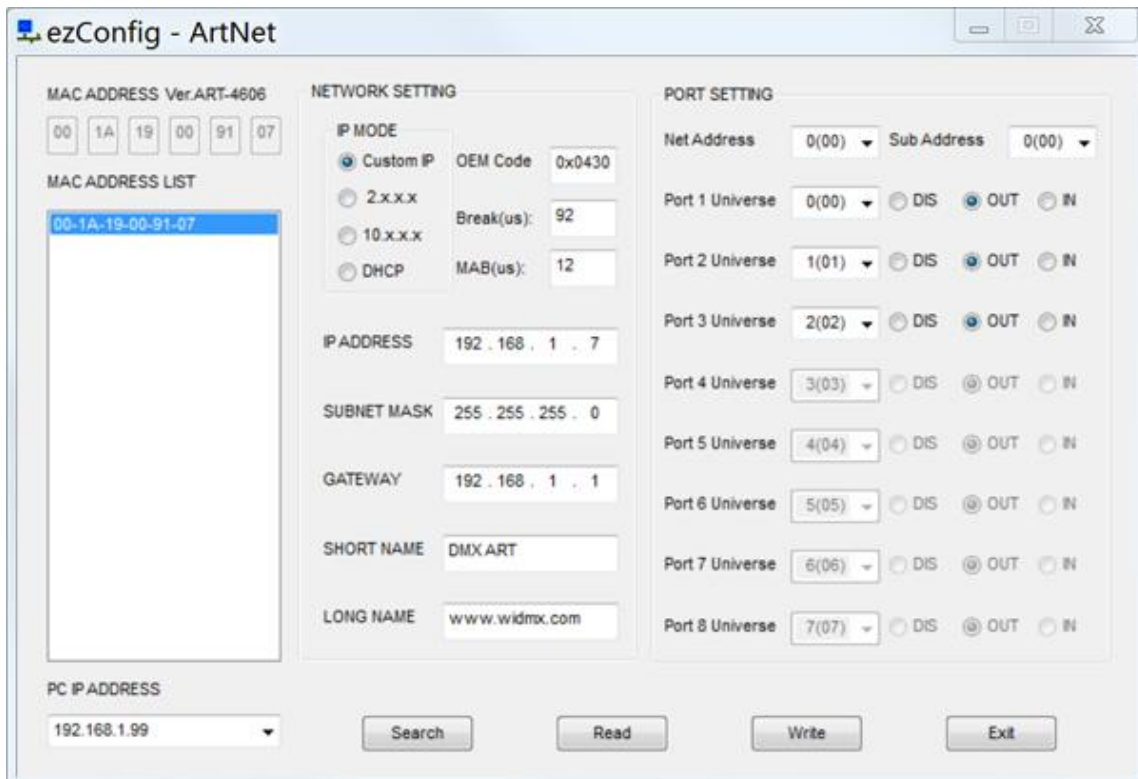 ezConfig - ArtNet
MAC ADDRESS Ver.ART-4606
00 1A 19 00 91 07
MAC ADDRESS LIST
00-1A-19-00-91-07
PC IP ADDRESS
192.168.1.99
NETWORK SETTING
IP MODE
Custom IP
2.x.x.x
10.x.x.x
DHCP
OEM Code 0x0430
Break(us): 92
MAB(us): 12
IP ADDRESS 192 . 168 . 1 . 7
SUBNET MASK 255 . 255 . 255 . 0
GATEWAY 192 . 168 . 1 . 1
SHORT NAME DMX ART
LONG NAME www.widmx.com
PORT SETTING
Net Address 0(00) Sub Address 0(00)
Port 1 Universe 0(00) DIS OUT IN
Port 2 Universe 1(01) DIS OUT IN
Port 3 Universe 2(02) DIS OUT IN
Port 4 Universe 3(03) DIS OUT IN
Port 5 Universe 4(04) DIS OUT IN
Port 6 Universe 5(05) DIS OUT IN
Port 7 Universe 6(06) DIS OUT IN
Port 8 Universe 7(07) DIS OUT IN
Search Read Write Exit